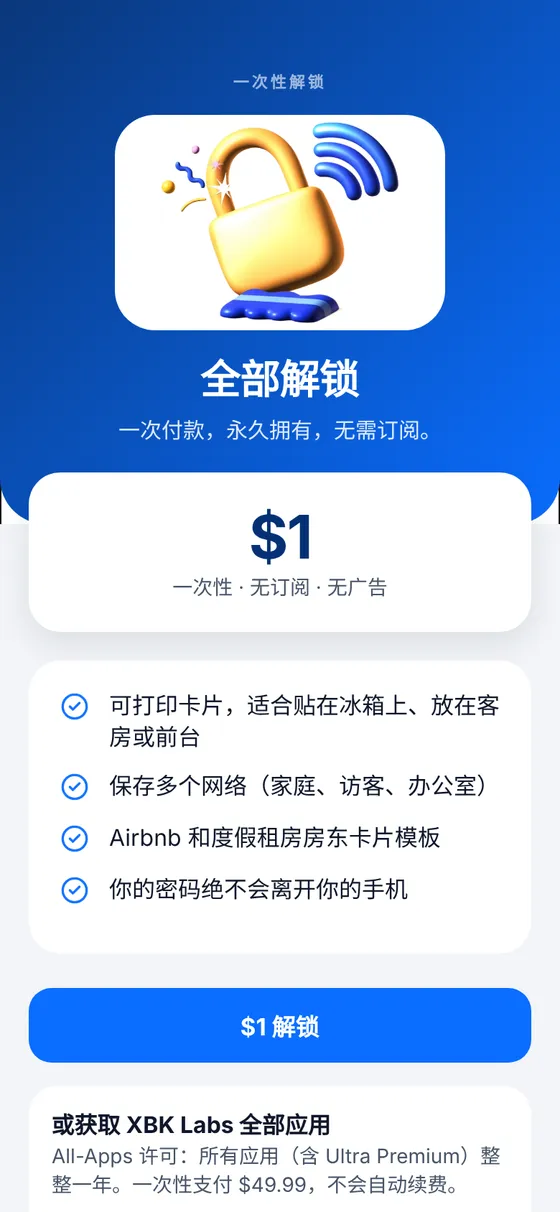 一次性解锁
全部解锁
一次付款，永久拥有，无需订阅。
$1
一次性 · 无订阅 · 无广告
可打印卡片，适合贴在冰箱上、放在客
房或前台
保存多个网络（家庭、访客、办公室）
Airbnb 和度假租房房东卡片模板
你的密码绝不会离开你的手机
$1 解锁
或获取 XBK Labs 全部应用
All-Apps 许可：所有应用（含 Ultra Premium）整
整一年。一次性支付 $49.99，不会自动续费。